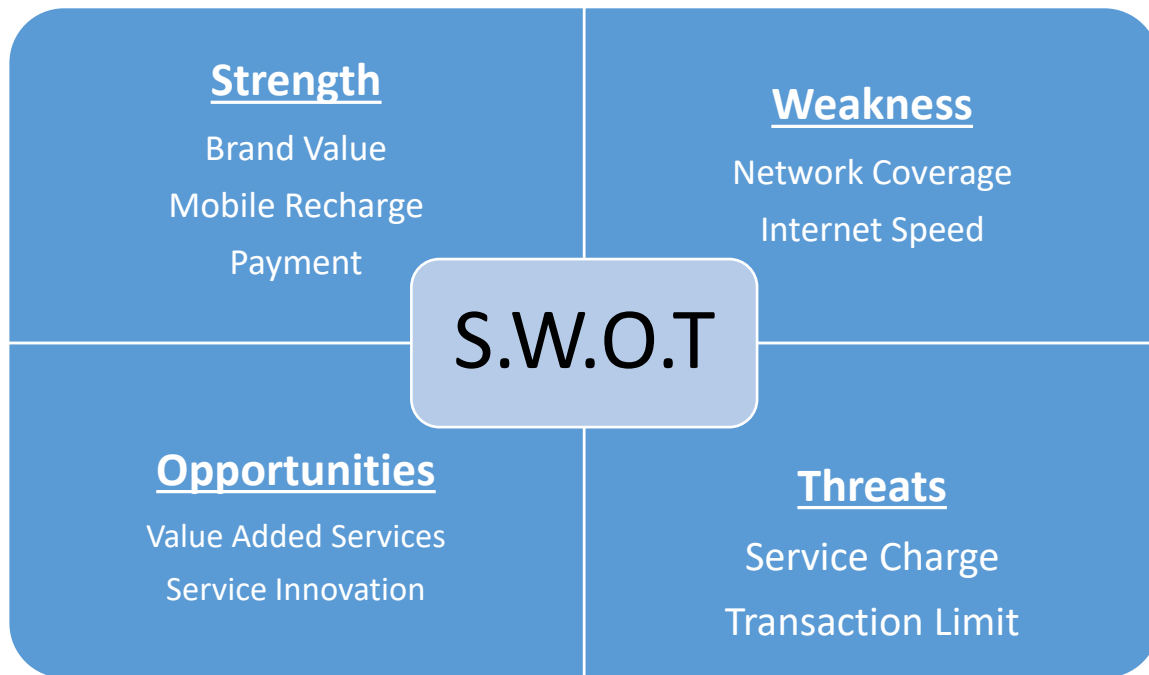 Strength
Brand Value
Mobile Recharge
Payment
Weakness
Network Coverage
Internet Speed
S.W.O.T
Opportunities
Value Added Services
Service Innovation
Threats
Service Charge
Transaction Limit